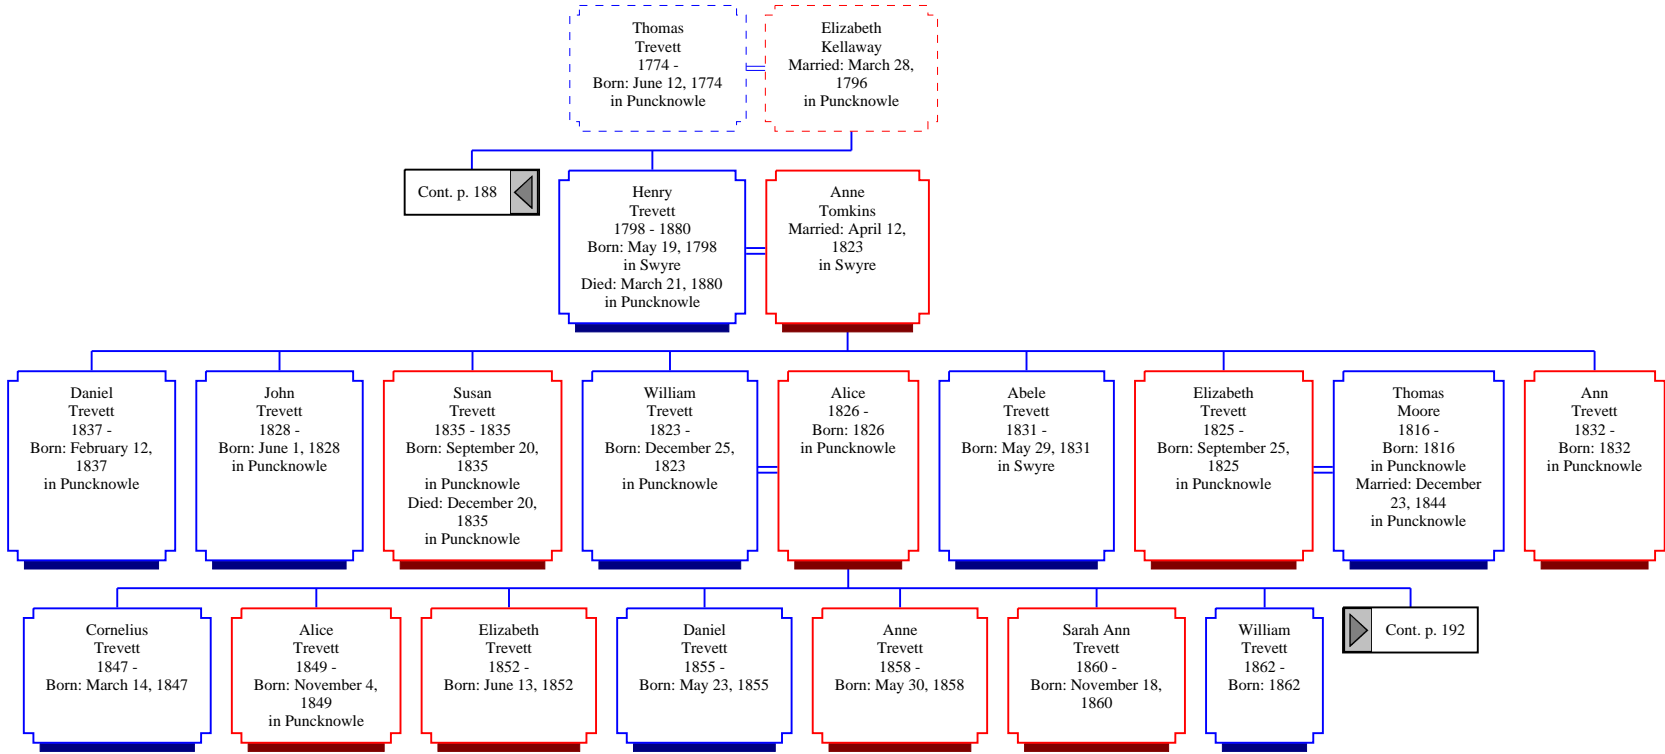 Thomas
Trevett
1774 -
Born: June 12, 1774
in Puncknowle
Elizabeth
Kellaway
Married: March 28,
1796
in Puncknowle
Cont. p. 188
Henry
Trevett
1798 - 1880
Born: May 19, 1798
in Swyre
Died: March 21, 1880
in Puncknowle
Anne
Tomkins
Married: April 12,
1823
in Swyre
Daniel
Trevett
1837 -
Born: February 12,
1837
in Puncknowle
John
Trevett
1828 -
Born: June 1, 1828
in Puncknowle
Susan
Trevett
1835 - 1835
Born: September 20,
1835
in Puncknowle
Died: December 20,
1835
in Puncknowle
William
Trevett
1823 -
Born: December 25,
1823
in Puncknowle
Alice
1826 -
Born: 1826
in Puncknowle
Abele
Trevett
1831 -
Born: May 29, 1831
in Swyre
Elizabeth
Trevett
1825 -
Born: September 25,
1825
in Puncknowle
Thomas
Moore
1816 -
Born: 1816
in Puncknowle
Married: December
23, 1844
in Puncknowle
Ann
Trevett
1832 -
Born: 1832
in Puncknowle
Cornelius
Trevett
1847 -
Born: March 14, 1847
Alice
Trevett
1849 -
Born: November 4,
1849
in Puncknowle
Elizabeth
Trevett
1852 -
Born: June 13, 1852
Daniel
Trevett
1855 -
Born: May 23, 1855
Anne
Trevett
1858 -
Born: May 30, 1858
Sarah Ann
Trevett
1860 -
Born: November 18,
1860
William
Trevett
1862 -
Born: 1862
Cont. p. 192